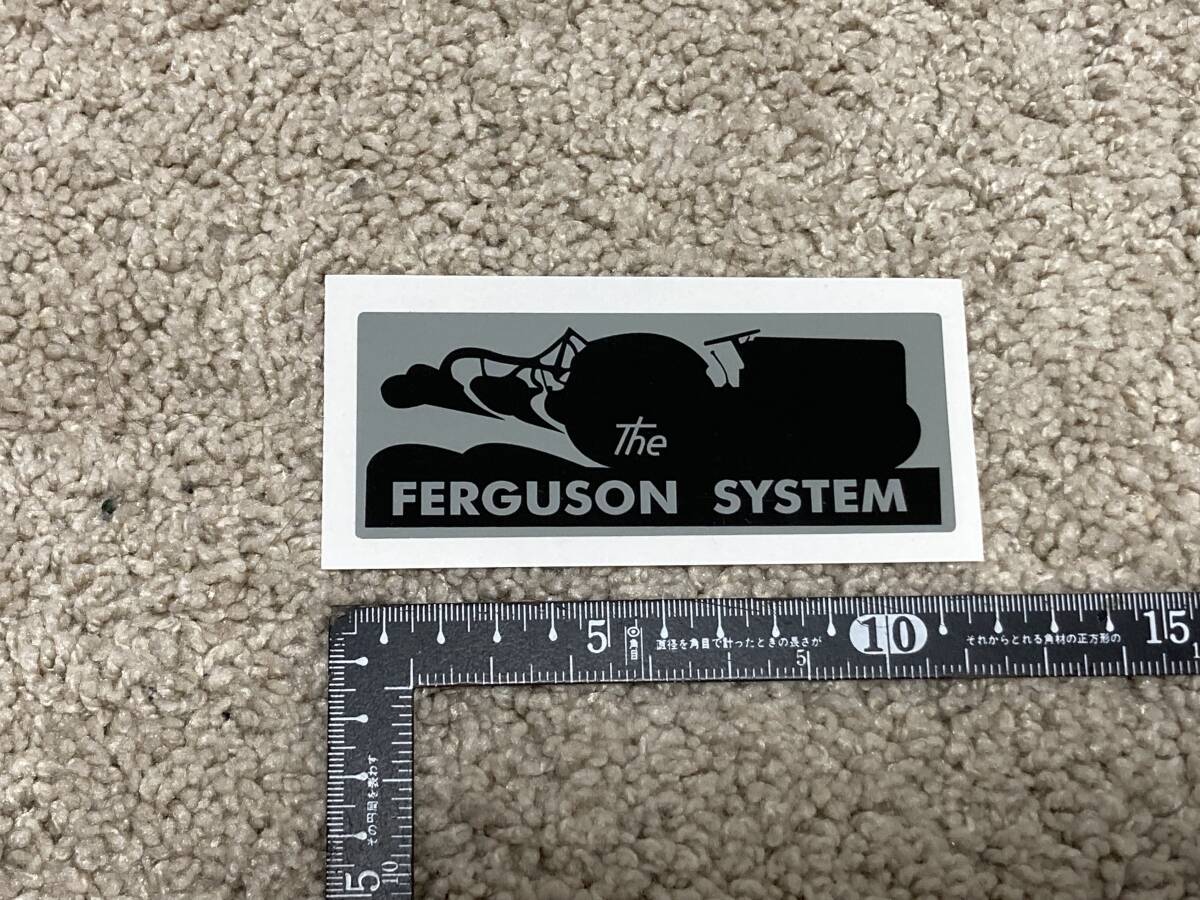 The
FERGUSON SYSTEM
5 角目 直径を角目で計ったときの長さが 5 10 それからとれる角材の正方形の 15
その円周を表わす
5 10